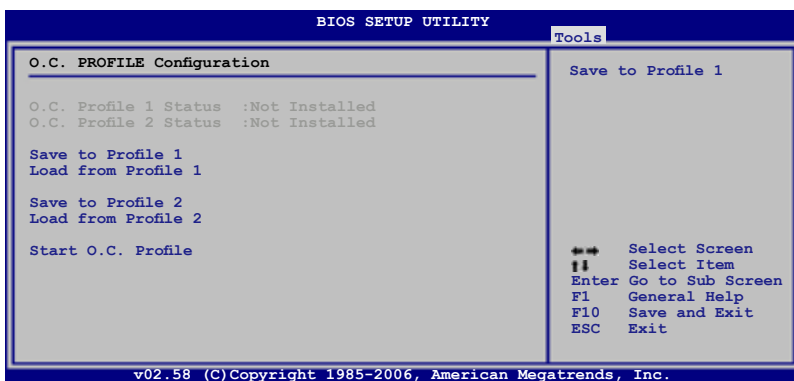 BIOS SETUP UTILITY
Tools
O.C. PROFILE Configuration
O.C. Profile 1 Status :Not Installed
O.C. Profile 2 Status :Not Installed
Save to Profile 1
Load from Profile 1
Save to Profile 2
Load from Profile 2
Start O.C. Profile
Save to Profile 1
Select Screen
Select Item
Enter Go to Sub Screen
F1 General Help
F10 Save and Exit
ESC Exit
v02.58 (C)Copyright 1985-2006, American Megatrends, Inc.